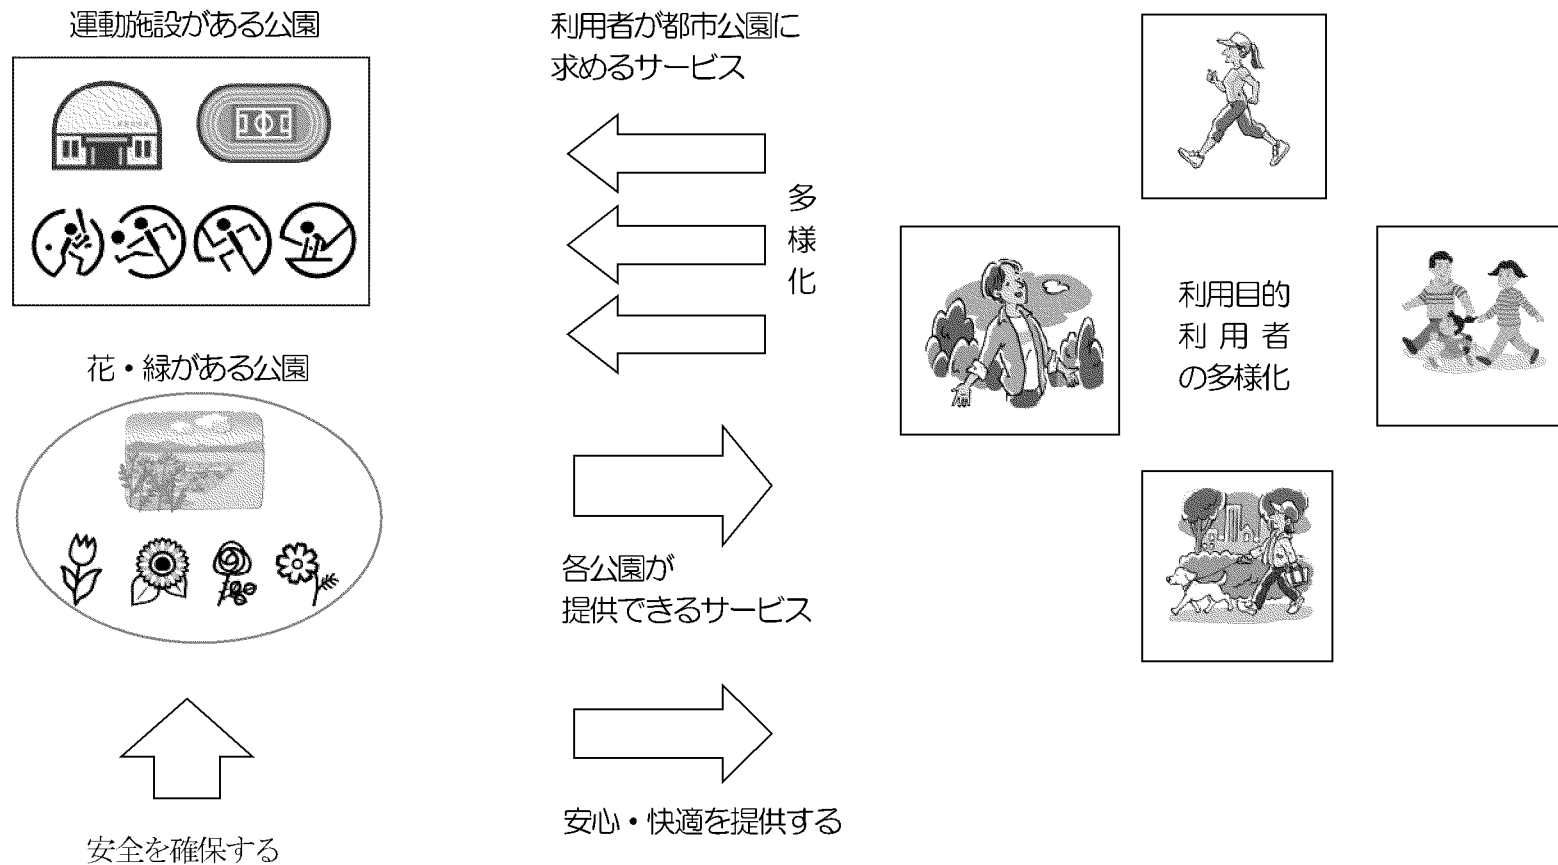 運動施設がある公園
花・緑がある公園
安全を確保する
利用者が都市公園に
求めるサービス
多様化
各公園が
提供できるサービス
安心・快適を提供する
利用目的
利用者
の多様化